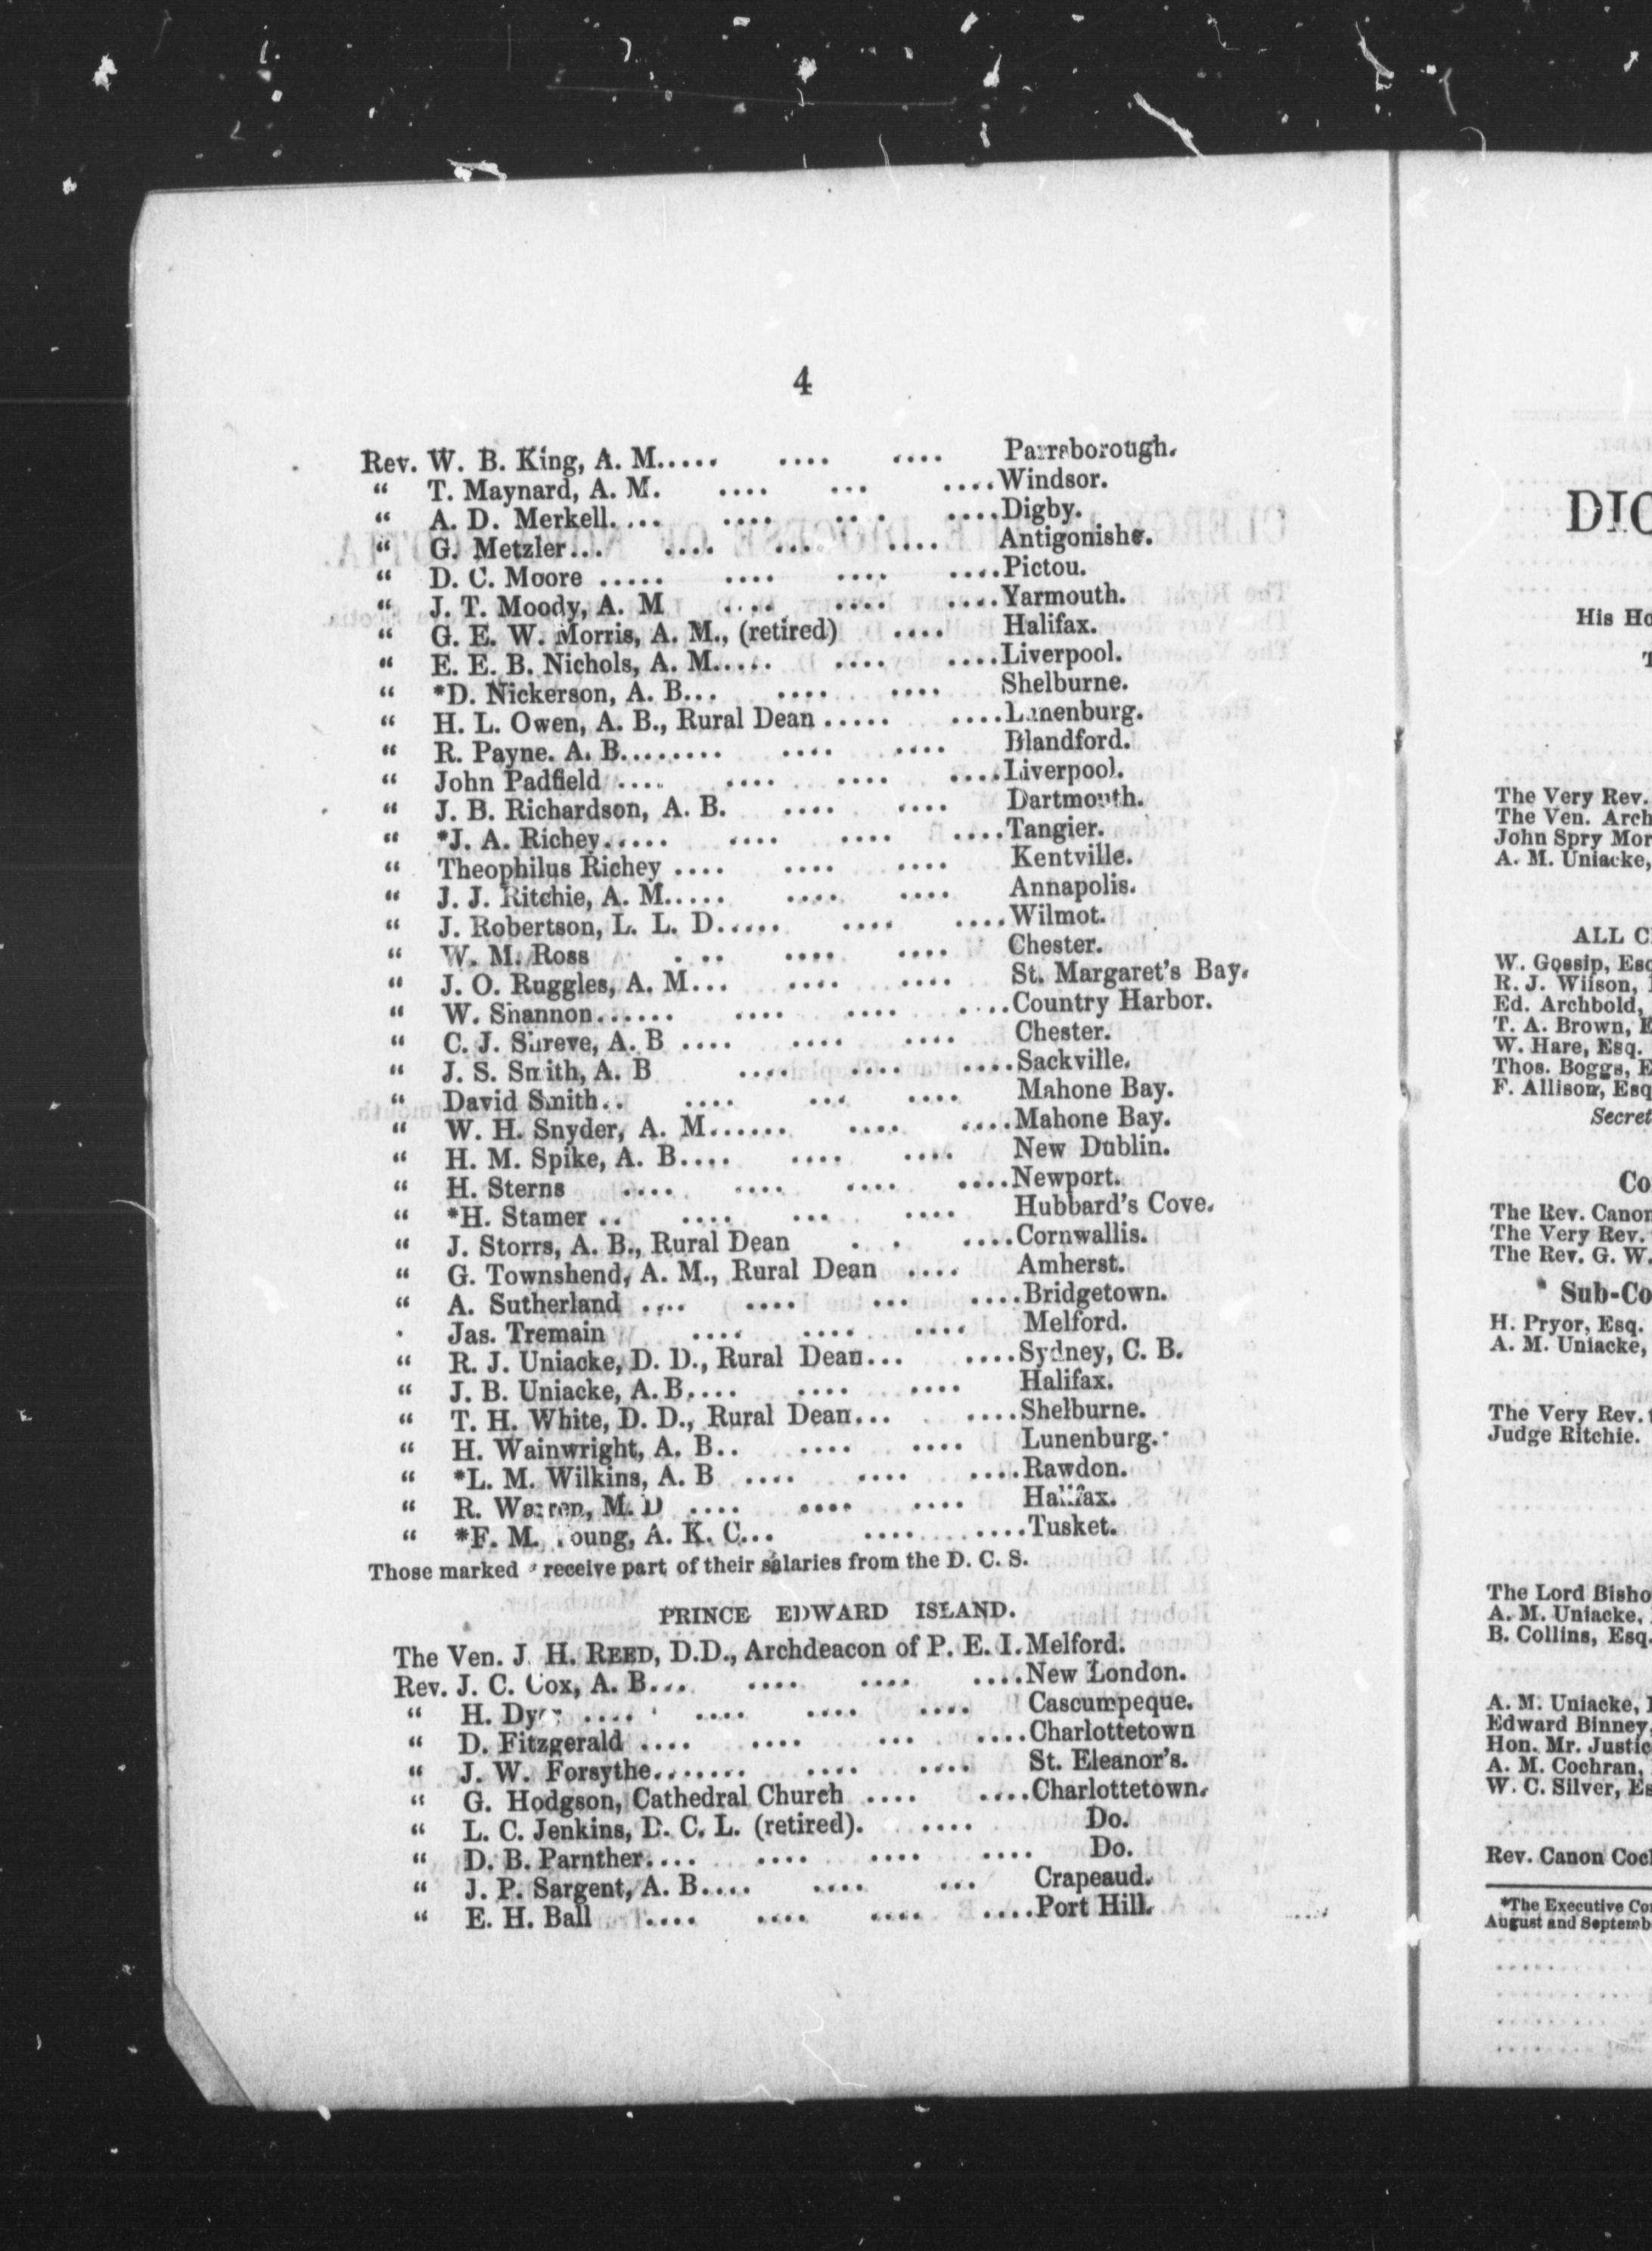 4
Rev. W. B. King, A. M..... .... .... Parrsborough.
“ T. Maynard, A. M. .... ... ....Windsor.
“ A. D. Merkell.... .... .... ....Digby.
“ G. Metzler... .... .... .... Antigonishe.
“ D. C. Moore ..... .... .... ....Pictou.
“ J. T. Moody, A. M .... .... ....Yarmouth.
“ G. E. W. Morris, A. M., (retired) .... Halifax.
“ E. E. B. Nichols, A. M..... .... ....Liverpool.
“ *D. Nickerson, A. B... .... .... Shelburne.
“ H. L. Owen, A. B., Rural Dean ..... ....Lunenburg.
“ R. Payne. A. B........ .... .... Blandford.
“ John Padfield .... .... .... ....Liverpool.
“ J. B. Richardson, A. B. .... .... Dartmouth.
“ *J. A. Richey..... .... .... ....Tangier.
“ Theophilus Richey .... .... .... Kentville.
“ J. J. Ritchie, A. M..... .... .... Annapolis.
“ J. Robertson, L. L. D..... .... ....Wilmot.
“ W. M. Ross . .. .... .... Chester.
“ J. O. Ruggles, A. M... .... .... St. Margaret's Bay.
“ W. Shannon...... .... .... ....Country Harbor.
“ C. J. Shreve, A. B .... .... .... Chester.
“ J. S. Smith, A. B .... .... ....Sackville.
“ David Smith.. .... ... .... Mahone Bay.
“ W. H. Snyder, A. M...... .... ....Mahone Bay.
“ H. M. Spike, A. B.... .... .... New Dublin.
“ H. Sterns .... .... .... ....Newport.
“ *H. Stamer .. .... ... .... Hubbard's Cove.
“ J. Storrs, A. B., Rural Dean . . ....Cornwallis.
“ G. Townshend, A. M., Rural Dean .... Amherst.
“ A. Sutherland .... .... ... ....Bridgetown.
Jas. Tremain .... .... .... Melford.
“ R. J. Uniacke, D. D., Rural Dean... ....Sydney, C. B.
“ J. B. Uniacke, A. B.... .... .... Halifax.
“ T. H. White, D. D., Rural Dean... ....Shelburne.
“ H. Wainwright, A. B.. .... .... Lunenburg.
“ *L. M. Wilkins, A. B .... .... ....Rawdon.
“ R. Warren, M. D .... .... .... Halifax.
“ *F. M. Young, A. K. C... .... ....Tusket.
Those marked * receive part of their salaries from the D. C. S.
PRINCE EDWARD ISLAND.
The Ven. J. H. REED, D.D., Archdeacon of P. E. I. Melford.
Rev. J. C. Cox, A. B... .... .... ....New London.
“ H. Dyer .... .... .... .... Cascumpeque.
“ D. Fitzgerald .... .... ... ....Charlottetown
“ J. W. Forsythe....... .... .... St. Eleanor's.
“ G. Hodgson, Cathedral Church .... ....Charlottetown.
“ L. C. Jenkins, D. C. L. (retired). .... Do.
“ D. B. Parnther.... .... .... .... Do.
“ J. P. Sargent, A. B.... .... ... Crapeaud.
“ E. H. Ball .... .... .... ....Port Hill.
His Ho
The Very Rev.
The Ven. Arch
John Spry Mor
A. M. Uniacke,
ALL C
W. Gossip, Esq
R. J. Wilson,
Ed. Archbold,
T. A. Brown, E
W. Hare, Esq.
Thos. Boggs, E
F. Allison, Esq
Secret
Co
The Rev. Canon
The Very Rev.
The Rev. G. W.
* Sub-Co
H. Pryor, Esq.
A. M. Uniacke,
The Very Rev.
Judge Ritchie.
The Lord Bisho
A. M. Uniacke,
B. Collins, Esq.
A. M. Uniacke,
Edward Binney,
Hon. Mr. Justic
A. M. Cochran,
W. C. Silver, Es
Rev. Canon Coc
*The Executive Co
August and Septemb